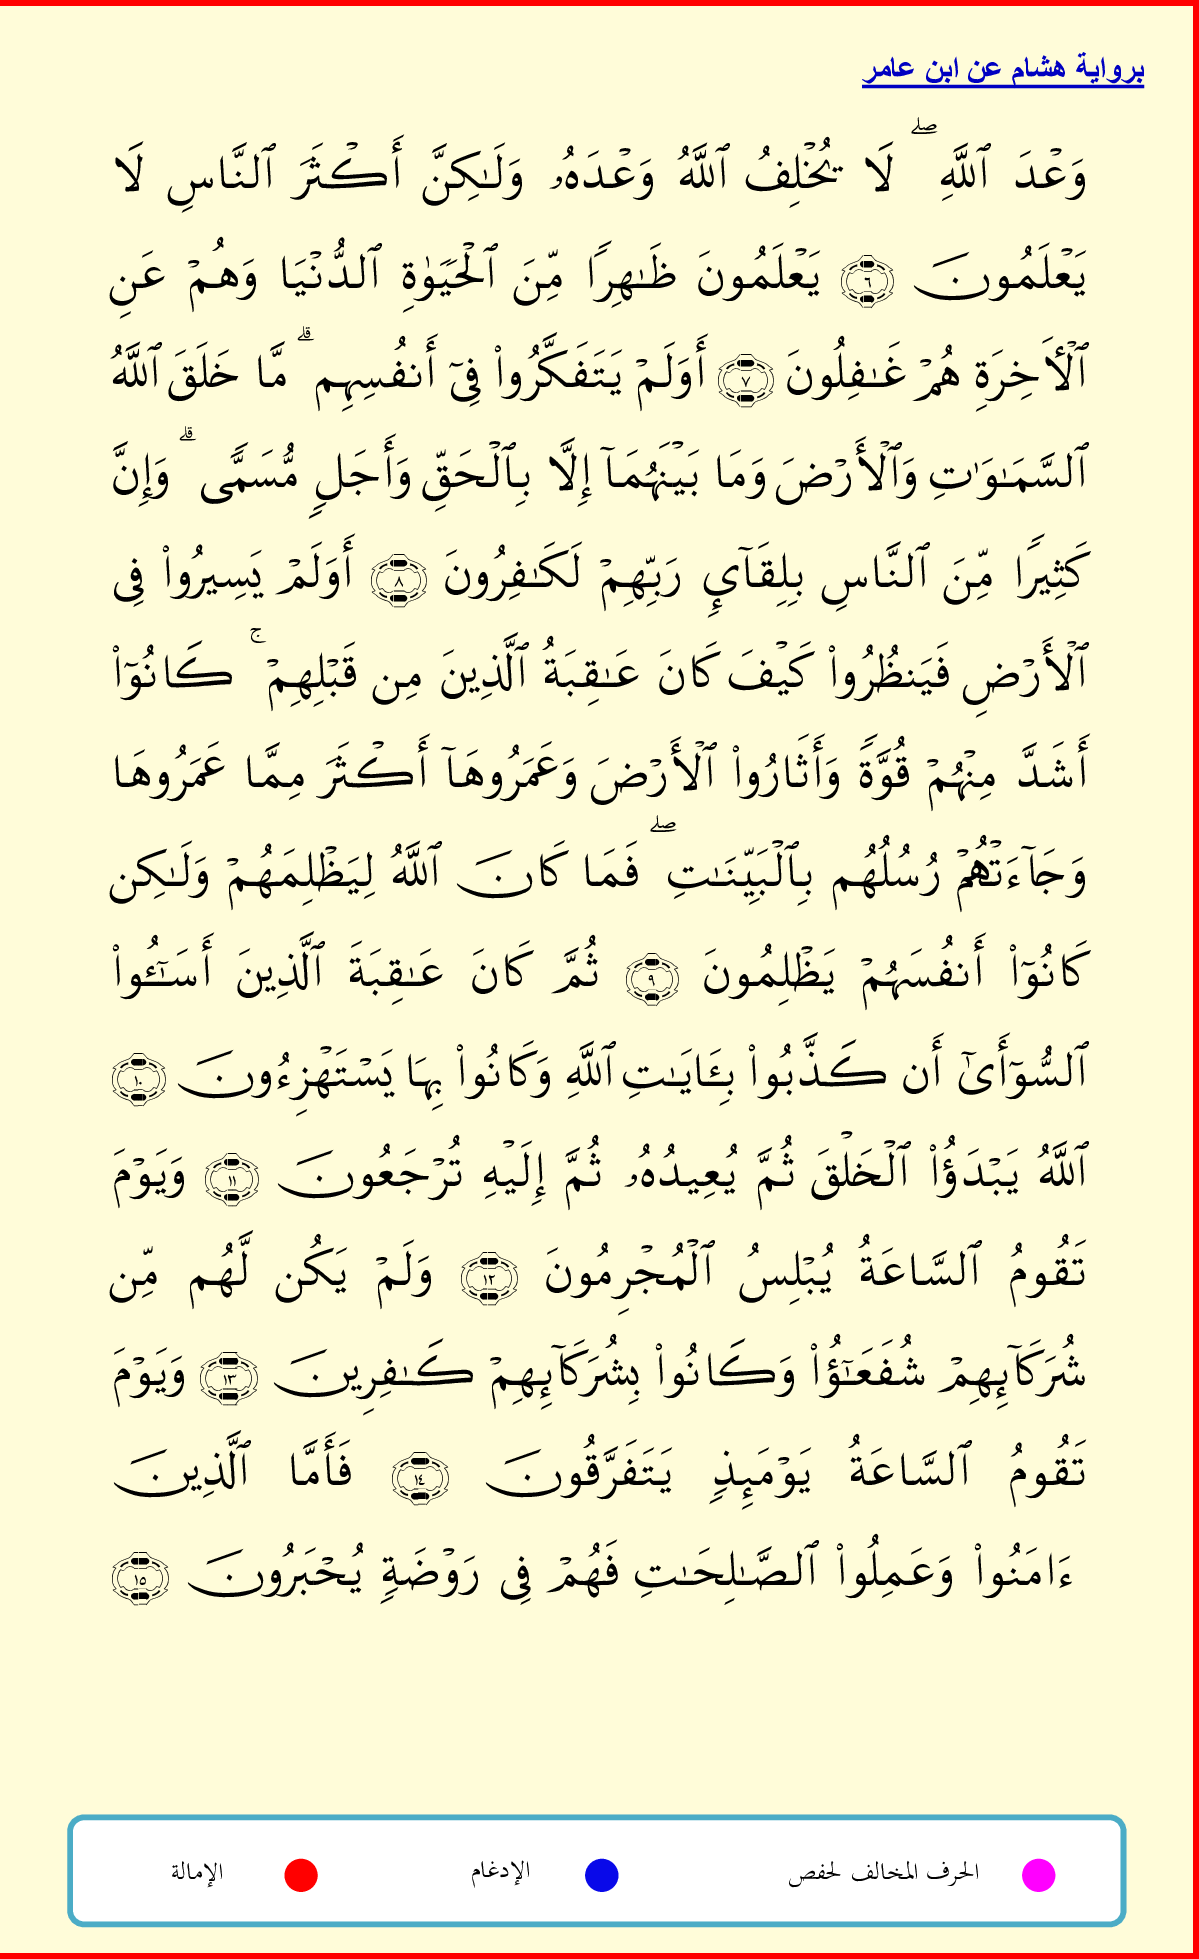 برواية هشام عن ابن عامر
وَعۡدَ ٱللَّهِۖ لَا يُخۡلِفُ ٱللَّهُ وَعۡدَهُۥ وَلَٰكِنَّ أَكۡثَرَ ٱلنَّاسِ لَا
يَعۡلَمُونَ ٦ يَعۡلَمُونَ ظَٰهِرٗا مِّنَ ٱلۡحَيَوٰةِ ٱلدُّنۡيَا وَهُمۡ عَنِ
ٱلۡأٓخِرَةِ هُمۡ غَٰفِلُونَ ٧ أَوَلَمۡ يَتَفَكَّرُواْ فِيٓ أَنفُسِهِمۗ مَّا خَلَقَ ٱللَّهُ
ٱلسَّمَٰوَٰتِ وَٱلۡأَرۡضَ وَمَا بَيۡنَهُمَآ إِلَّا بِٱلۡحَقِّ وَأَجَلٖ مُّسَمّٗىۗ وَإِنَّ
كَثِيرٗا مِّنَ ٱلنَّاسِ بِلِقَآيِٕ رَبِّهِمۡ لَكَٰفِرُونَ ٨ أَوَلَمۡ يَسِيرُواْ فِي
ٱلۡأَرۡضِ فَيَنظُرُواْ كَيۡفَ كَانَ عَٰقِبَةُ ٱلَّذِينَ مِن قَبۡلِهِمۡۚ كَانُوٓاْ
أَشَدَّ مِنۡهُمۡ قُوَّةٗ وَأَثَارُواْ ٱلۡأَرۡضَ وَعَمَرُوهَآ أَكۡثَرَ مِمَّا عَمَرُوهَا
وَجَآءَتۡهُمۡ رُسُلُهُم بِٱلۡبَيِّنَٰتِۖ فَمَا كَانَ ٱللَّهُ لِيَظۡلِمَهُمۡ وَلَٰكِن
كَانُوٓاْ أَنفُسَهُمۡ يَظۡلِمُونَ ٩ ثُمَّ كَانَ عَٰقِبَةَ ٱلَّذِينَ أَسَٰٓـُٔواْ
ٱلسُّوٓأَىٰٓ أَن كَذَّبُواْ بِـَٔايَٰتِ ٱللَّهِ وَكَانُواْ بِهَا يَسۡتَهۡزِءُونَ ١٠
ٱللَّهُ يَبۡدَؤُاْ ٱلۡخَلۡقَ ثُمَّ يُعِيدُهُۥ ثُمَّ إِلَيۡهِ تُرۡجَعُونَ ١١ وَيَوۡمَ
تَقُومُ ٱلسَّاعَةُ يُبۡلِسُ ٱلۡمُجۡرِمُونَ ١٢ وَلَمۡ يَكُن لَّهُم مِّن
شُرَكَآئِهِمۡ شُفَعَٰٓؤُاْ وَكَانُواْ بِشُرَكَآئِهِمۡ كَٰفِرِينَ ١٣ وَيَوۡمَ
تَقُومُ ٱلسَّاعَةُ يَوۡمَئِذٖ يَتَفَرَّقُونَ ١٤ فَأَمَّا ٱلَّذِينَ
ءَامَنُواْ وَعَمِلُواْ ٱلصَّٰلِحَٰتِ فَهُمۡ فِي رَوۡضَةٖ يُحۡبَرُونَ ١٥
الحرف المخالف لحفص الإدغام الإمالة